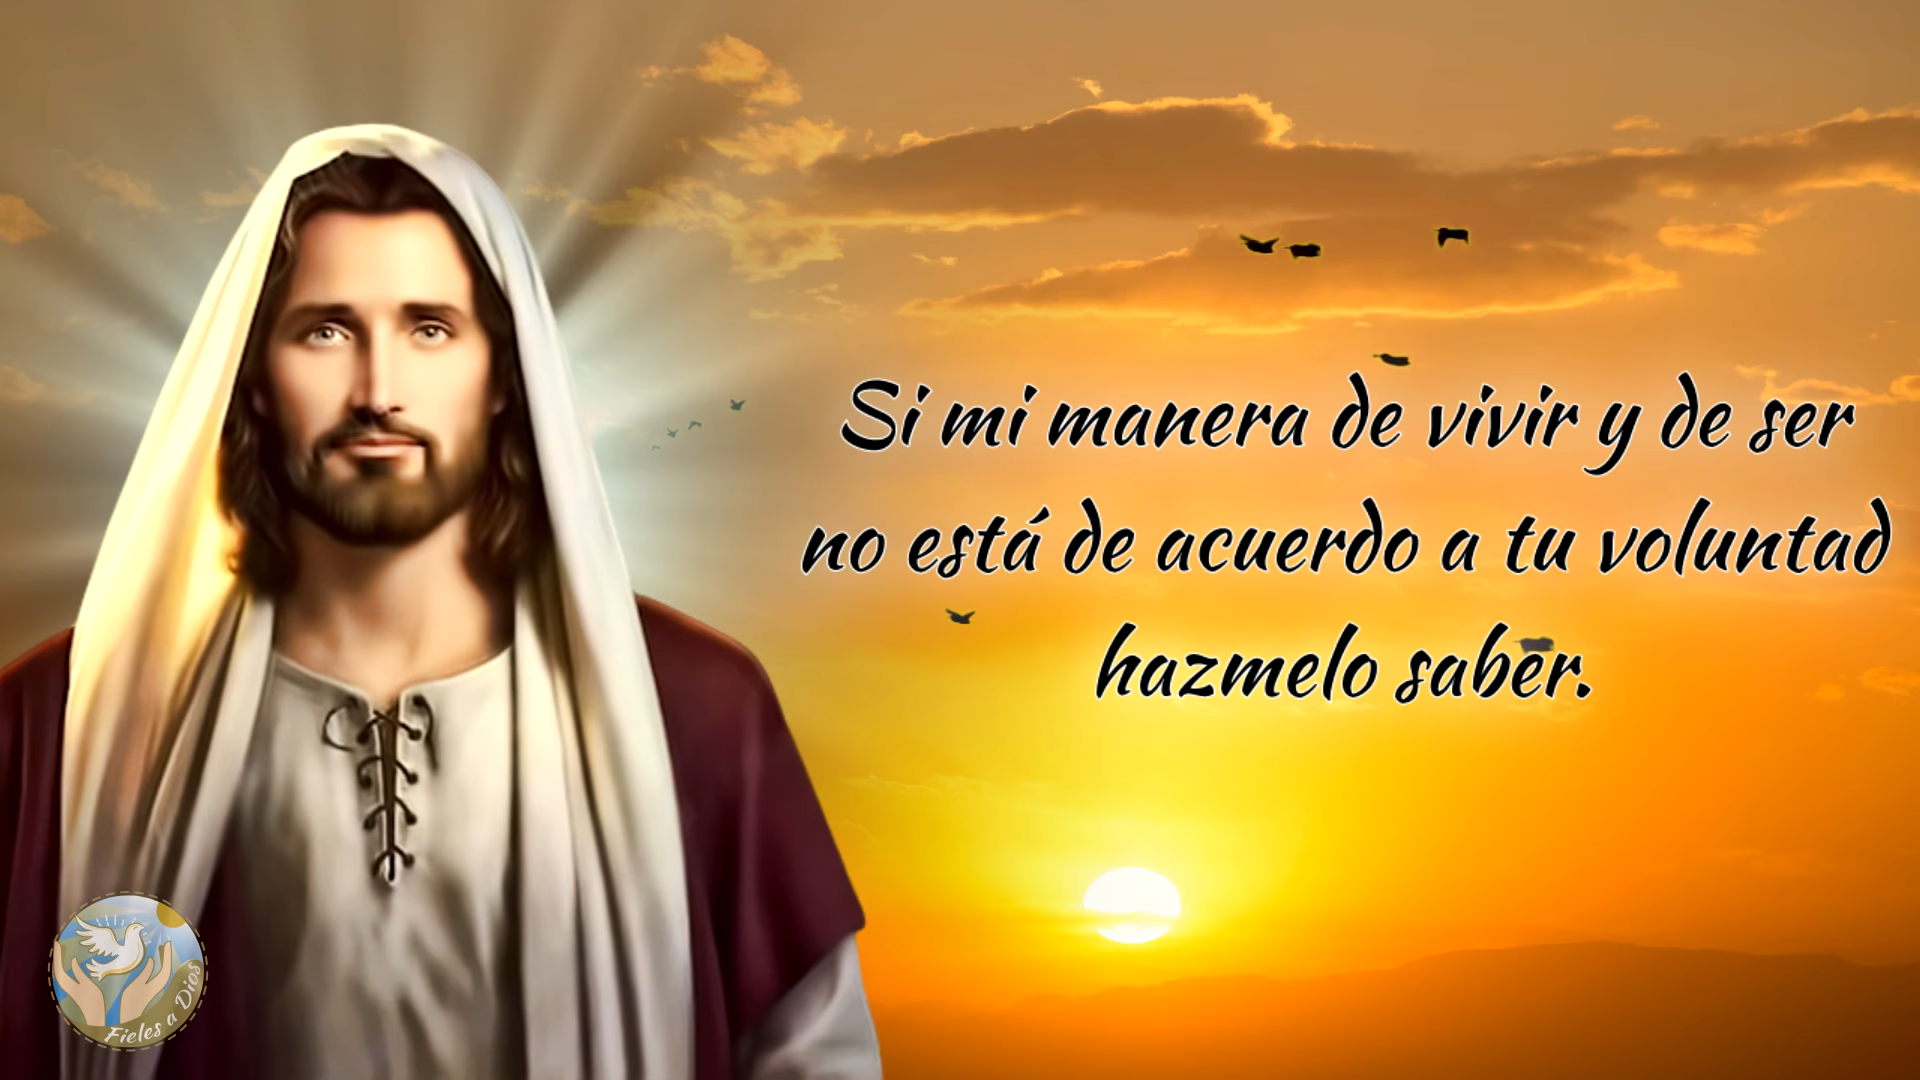 Si mi manera de vivir y de ser
no está de acuerdo a tu voluntad
hazmelo saber.
Fieles a Dios